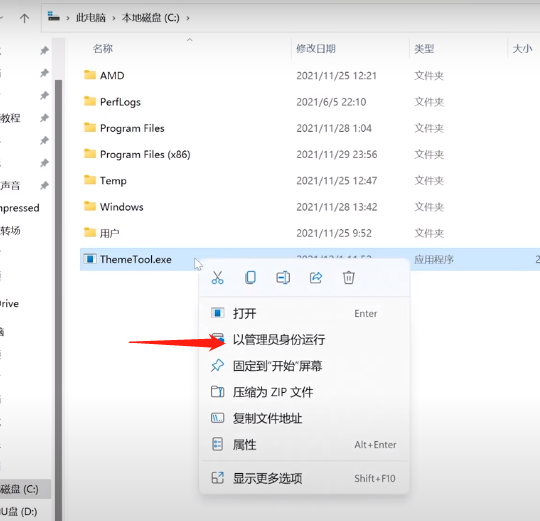 此电脑 › 本地磁盘 (C:) ›
名称 修改日期 类型 大小
AMD 2021/11/25 12:21 文件夹
PerfLogs 2021/6/5 22:10 文件夹
教程
Program Files 2021/11/28 1:04 文件夹
Program Files (x86) 2021/11/29 23:56 文件夹
声音
Temp 2021/11/25 12:47 文件夹
mpressed
Windows 2021/11/28 13:42 文件夹
转场
用户 2021/11/25 9:52 文件夹
ThemeTool.exe 应用程序 2
Drive
打开 Enter
以管理员身份运行
固定到"开始"屏幕
压缩为 ZIP 文件
复制文件地址
属性 Alt+Enter
显示更多选项 Shift+F10
磁盘 (C:)
U盘 (D:)